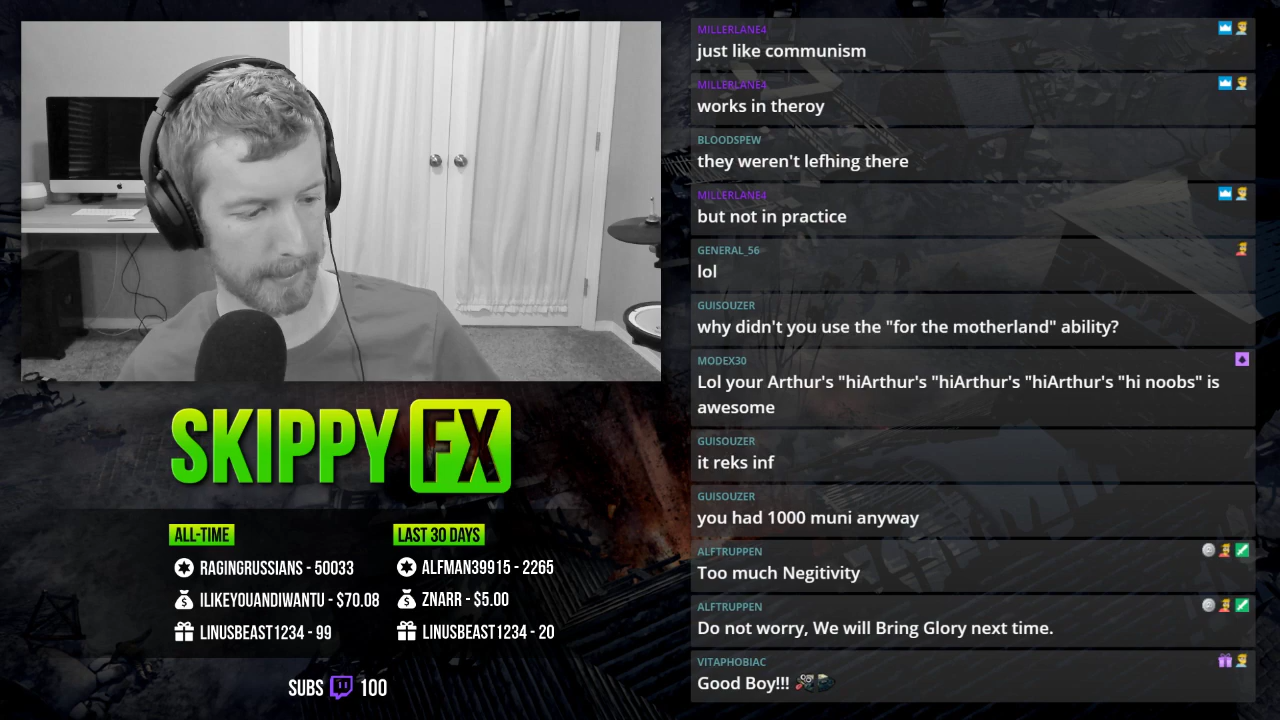 SKIPPY FX
ALL-TIME
RAGINGRUSSIANS - 50033
ILIKEYOUANDIWANTU - $70.08
LINUSBEAST1234 - 99
LAST 30 DAYS
ALFMAN39915 - 2265
ZNARR - $5.00
LINUSBEAST1234 - 20
SUBS 100
MILLERLANE4
just like communism
MILLERLANE4
works in theroy
BLOODSPEW
they weren't lefhing there
MILLERLANE4
but not in practice
GENERAL_56
lol
GUISOUZER
why didn't you use the "for the motherland" ability?
MODEX30
Lol your Arthur's "hiArthur's "hiArthur's "hiArthur's "hi noobs" is
awesome
GUISOUZER
it reks inf
GUISOUZER
you had 1000 muni anyway
ALFTRUPPEN
Too much Negitivity
ALFTRUPPEN
Do not worry, We will Bring Glory next time.
VITAPHOBIAC
Good Boy!!!